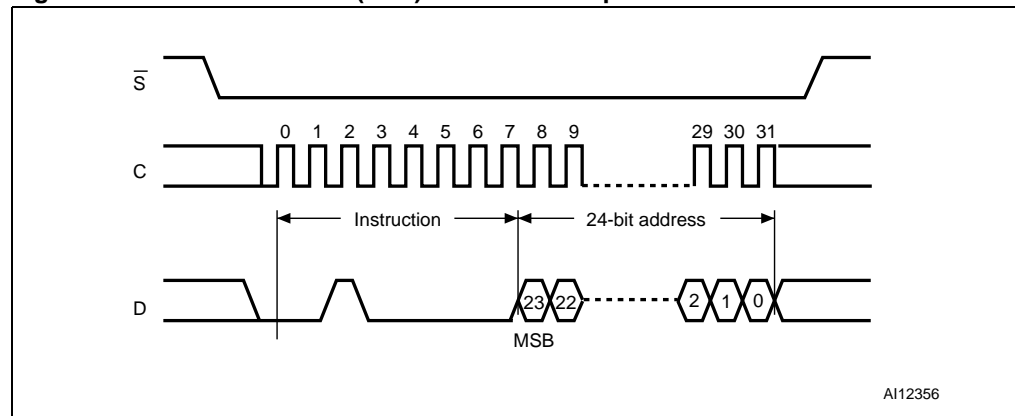 S̅
0 1 2 3 4 5 6 7 8 9 29 30 31
C
Instruction 24-bit address
D
23 22 2 1 0
MSB
AI12356